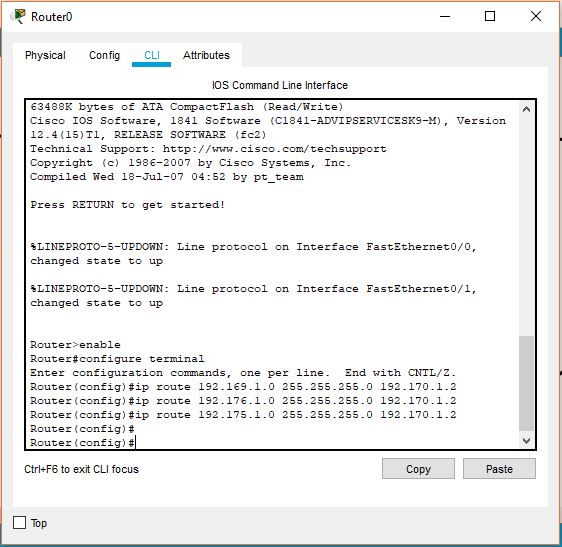 Router0
Physical Config CLI Attributes
IOS Command Line Interface
63488K bytes of ATA CompactFlash (Read/Write)
Cisco IOS Software, 1841 Software (C1841-ADVIPSERVICESK9-M), Version
12.4(15)T1, RELEASE SOFTWARE (fc2)
Technical Support: http://www.cisco.com/techsupport
Copyright (c) 1986-2007 by Cisco Systems, Inc.
Compiled Wed 18-Jul-07 04:52 by pt_team
Press RETURN to get started!
%LINEPROTO-5-UPDOWN: Line protocol on Interface FastEthernet0/0,
changed state to up
%LINEPROTO-5-UPDOWN: Line protocol on Interface FastEthernet0/1,
changed state to up
Router>enable
Router#configure terminal
Enter configuration commands, one per line.  End with CNTL/Z.
Router(config)#ip route 192.169.1.0 255.255.255.0 192.170.1.2
Router(config)#ip route 192.176.1.0 255.255.255.0 192.170.1.2
Router(config)#ip route 192.175.1.0 255.255.255.0 192.170.1.2
Router(config)#
Router(config)#
Ctrl+F6 to exit CLI focus
Copy Paste
Top